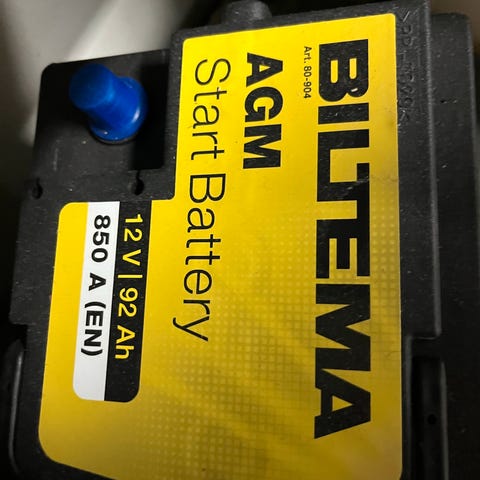 BILTEMA
Art. 80-904
AGM
Start Battery
12 V | 92 Ah
850 A (EN)